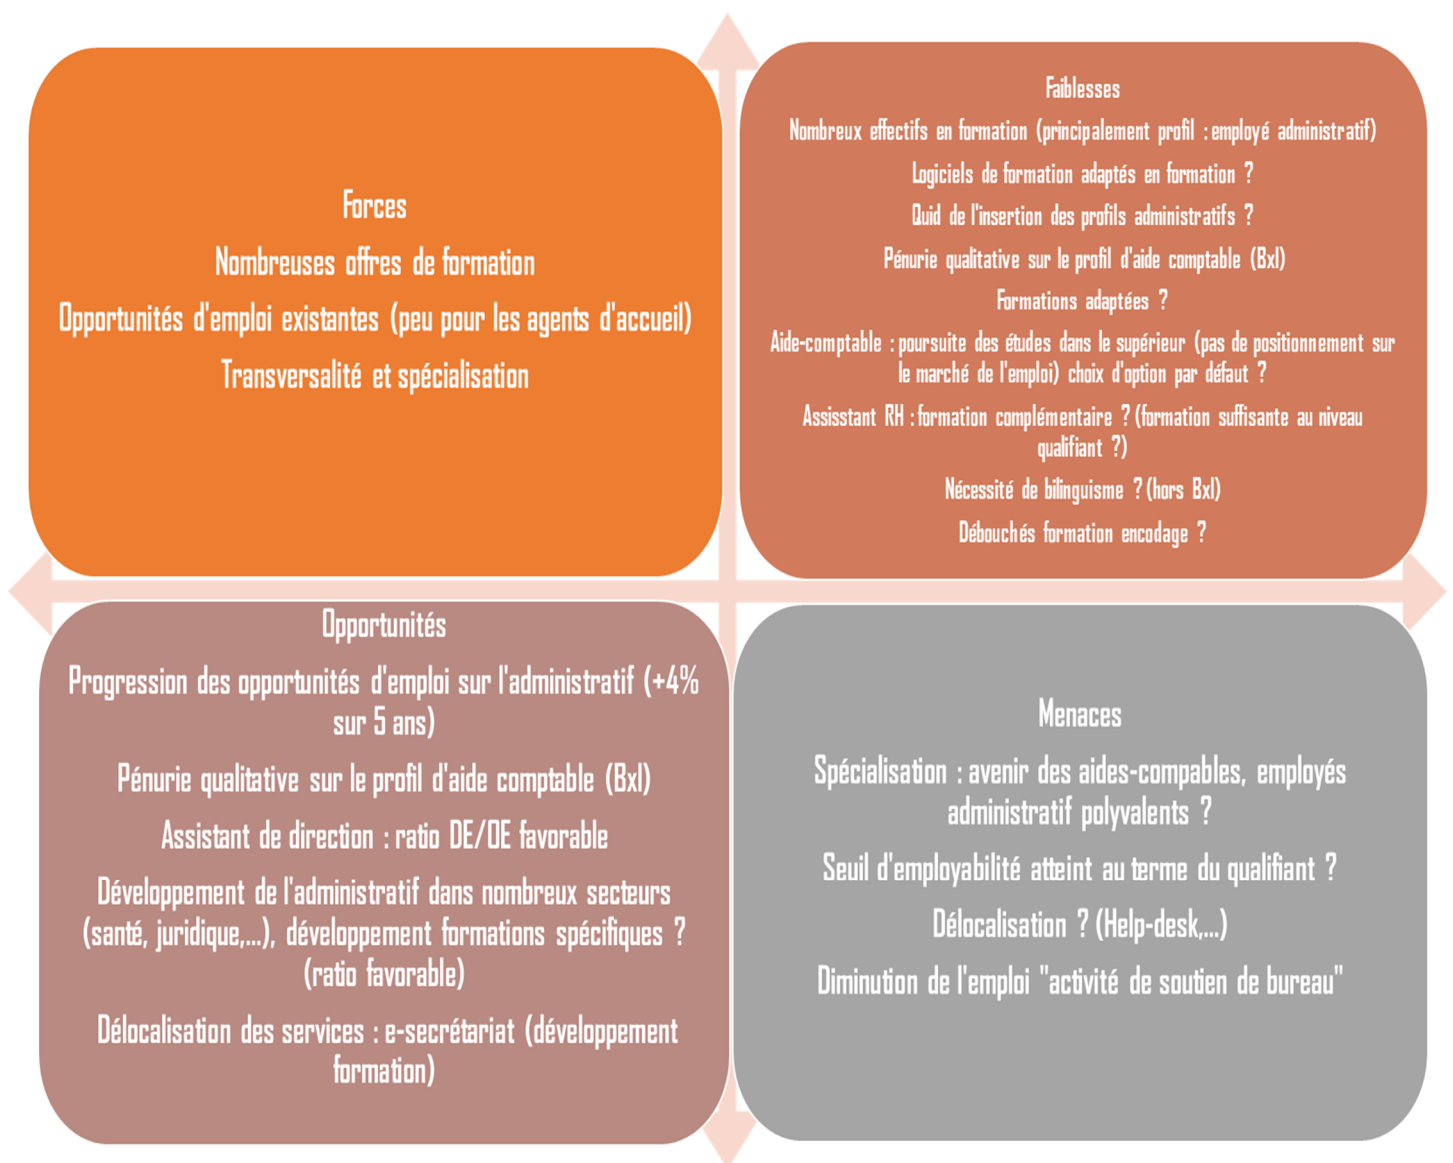 Forces
Nombreuses offres de formation
Opportunités d'emploi existantes (peu pour les agents d'accueil)
Transversalité et spécialisation
Faiblesses
Nombreux effectifs en formation (principalement profil : employé administratif)
Logiciels de formation adaptés en formation ?
Quid de l'insertion des profils administratifs ?
Pénurie qualitative sur le profil d'aide comptable (Bxl)
Formations adaptées ?
Aide-comptable : poursuite des études dans le supérieur (pas de positionnement sur
le marché de l'emploi) choix d'option par défaut ?
Assisstant RH : formation complémentaire ? (formation suffisante au niveau
qualifiant ?)
Nécessité de bilinguisme ? (hors Bxl)
Débouchés formation encodage ?
Opportunités
Progression des opportunités d'emploi sur l'administratif (+4%
sur 5 ans)
Pénurie qualitative sur le profil d'aide comptable (Bxl)
Assistant de direction : ratio DE/OE favorable
Développement de l'administratif dans nombreux secteurs
(santé, juridique,...), développement formations spécifiques ?
(ratio favorable)
Délocalisation des services : e-secrétariat (développement
formation)
Menaces
Spécialisation : avenir des aides-compables, employés
administratif polyvalents ?
Seuil d'employabilité atteint au terme du qualifiant ?
Délocalisation ? (Help-desk,...)
Diminution de l'emploi "activité de soutien de bureau"